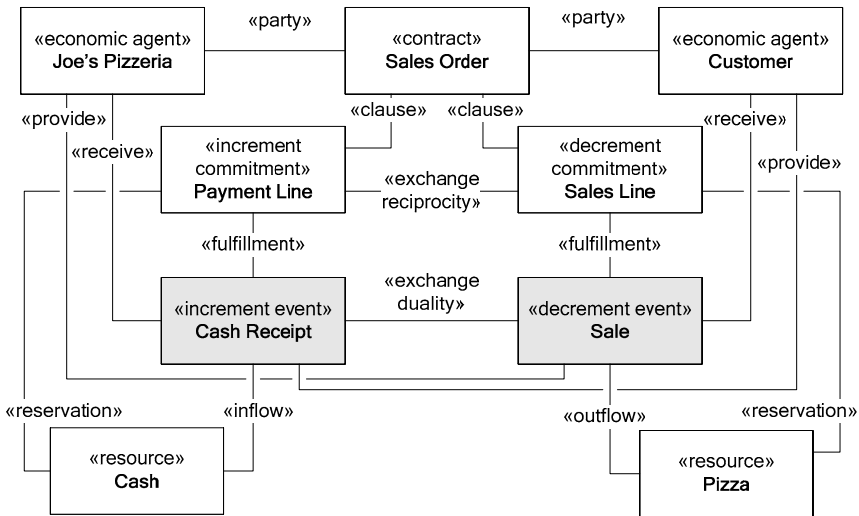 «economic agent»
Joe's Pizzeria
«party»
«contract»
Sales Order
«party»
«economic agent»
Customer
«provide»
«receive»
«clause»
«clause»
«receive»
«provide»
«increment
commitment»
Payment Line
«exchange
reciprocity»
«decrement
commitment»
Sales Line
«fulfillment»
«fulfillment»
«increment event»
Cash Receipt
«exchange
duality»
«decrement event»
Sale
«reservation»
«inflow»
«outflow»
«reservation»
«resource»
Cash
«resource»
Pizza